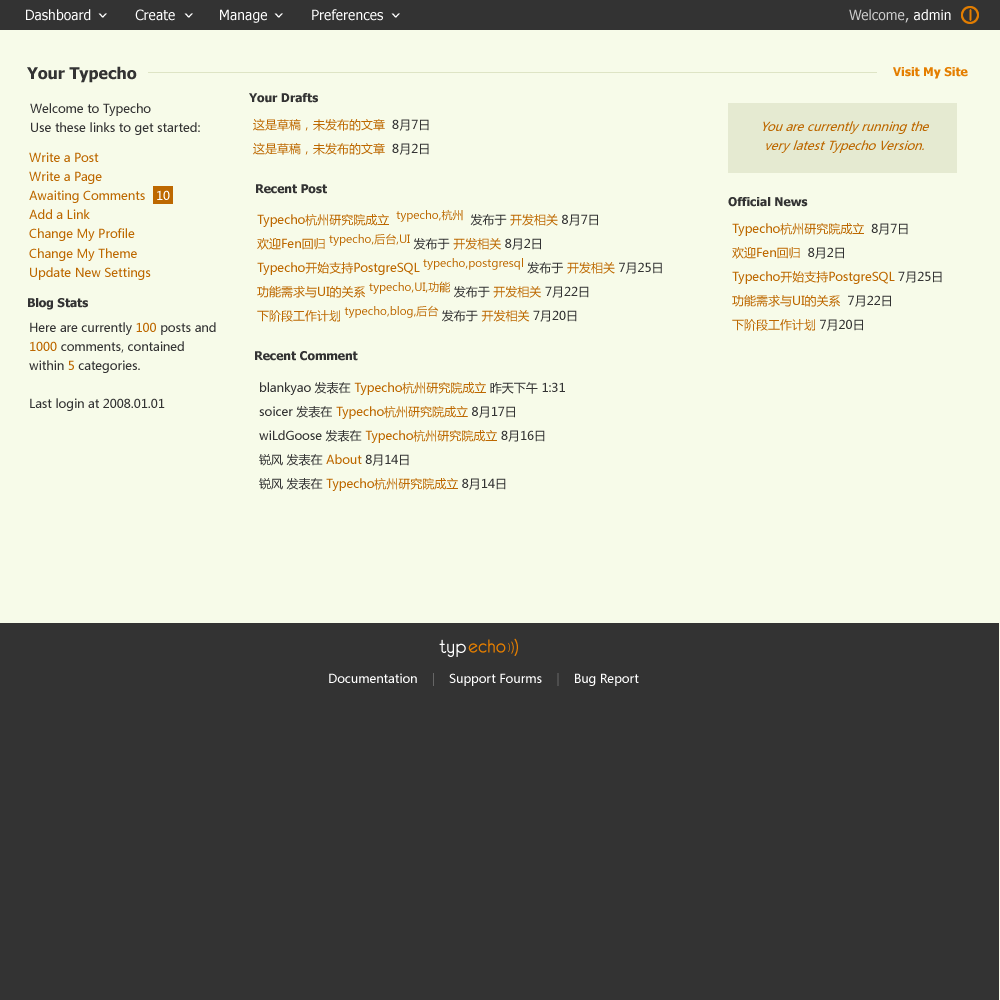 Dashboard Create Manage Preferences Welcome, admin
Your Typecho Visit My Site
Welcome to Typecho
Use these links to get started:
Write a Post
Write a Page
Awaiting Comments 10
Add a Link
Change My Profile
Change My Theme
Update New Settings
Blog Stats
Here are currently 100 posts and
1000 comments, contained
within 5 categories.
Last login at 2008.01.01
Your Drafts
这是草稿，未发布的文章 8月7日
这是草稿，未发布的文章 8月2日
Recent Post
Typecho杭州研究院成立 typecho,杭州 发布于 开发相关 8月7日
欢迎Fen回归 typecho,后台,UI 发布于 开发相关 8月2日
Typecho开始支持PostgreSQL typecho,postgresql 发布于 开发相关 7月25日
功能需求与UI的关系 typecho,UI,功能 发布于 开发相关 7月22日
下阶段工作计划 typecho,blog,后台 发布于 开发相关 7月20日
Recent Comment
blankyao 发表在 Typecho杭州研究院成立 昨天下午 1:31
soicer 发表在 Typecho杭州研究院成立 8月17日
wiLdGoose 发表在 Typecho杭州研究院成立 8月16日
锐风 发表在 About 8月14日
锐风 发表在 Typecho杭州研究院成立 8月14日
You are currently running the
very latest Typecho Version.
Official News
Typecho杭州研究院成立 8月7日
欢迎Fen回归 8月2日
Typecho开始支持PostgreSQL 7月25日
功能需求与UI的关系 7月22日
下阶段工作计划 7月20日
typecho
Documentation | Support Fourms | Bug Report